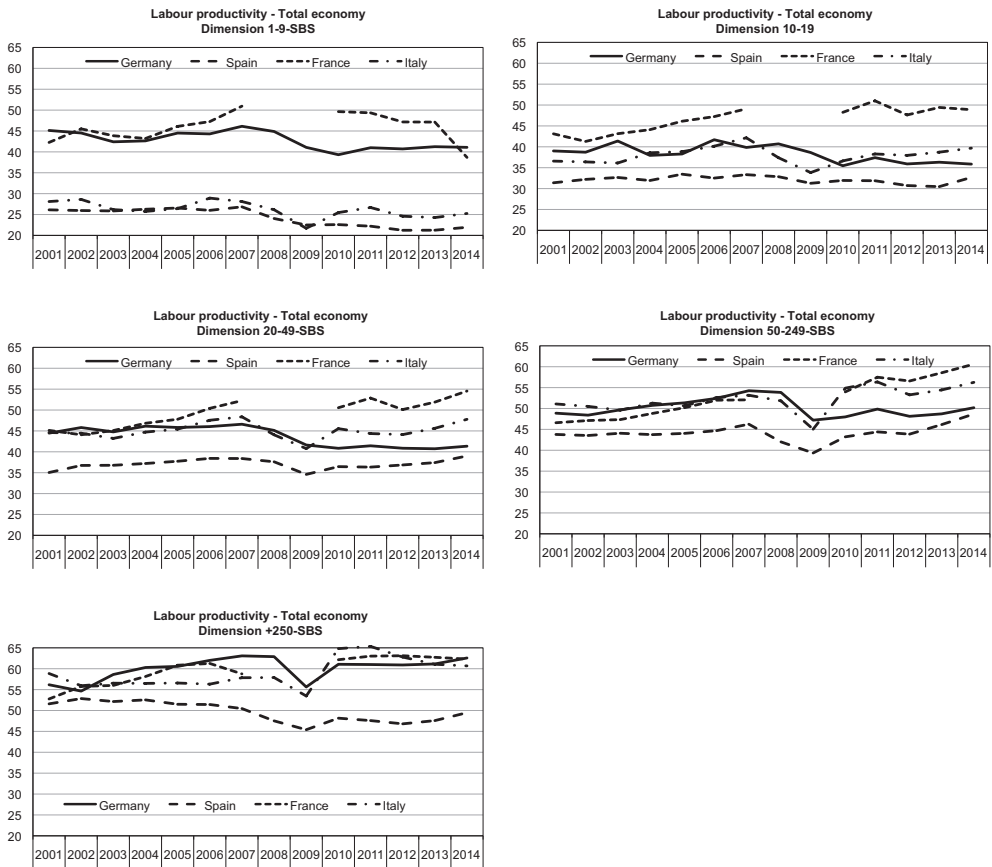 Labour productivity - Total economy
Dimension 1-9-SBS
65
60
55
50
45
40
35
30
25
20
Germany Spain France Italy
2001 2002 2003 2004 2005 2006 2007 2008 2009 2010 2011 2012 2013 2014
Labour productivity - Total economy
Dimension 10-19
65
60
55
50
45
40
35
30
25
20
Germany Spain France Italy
2001 2002 2003 2004 2005 2006 2007 2008 2009 2010 2011 2012 2013 2014
Labour productivity - Total economy
Dimension 20-49-SBS
65
60
55
50
45
40
35
30
25
20
Germany Spain France Italy
2001 2002 2003 2004 2005 2006 2007 2008 2009 2010 2011 2012 2013 2014
Labour productivity - Total economy
Dimension 50-249-SBS
65
60
55
50
45
40
35
30
25
20
Germany Spain France Italy
2001 2002 2003 2004 2005 2006 2007 2008 2009 2010 2011 2012 2013 2014
Labour productivity - Total economy
Dimension +250-SBS
65
60
55
50
45
40
35
30
25
20
Germany Spain France Italy
2001 2002 2003 2004 2005 2006 2007 2008 2009 2010 2011 2012 2013 2014